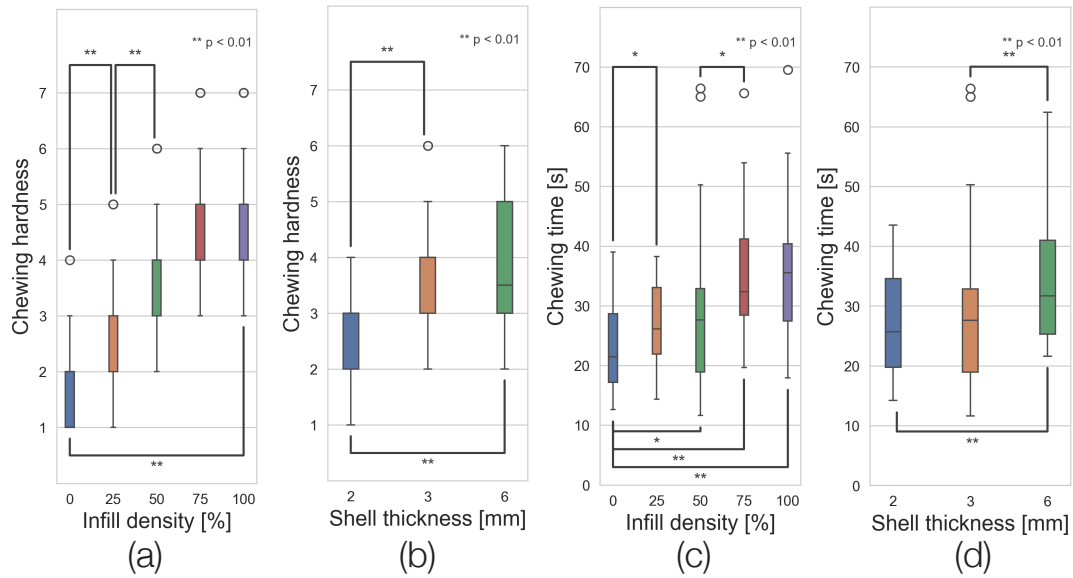 ** p < 0.01
** **
7
6
5
4
3
2
1
**
0 25 50 75 100
Chewing hardness
Infill density [%]
(a)
** p < 0.01
**
7
6
5
4
3
2
1
**
2 3 6
Chewing hardness
Shell thickness [mm]
(b)
** p < 0.01
* *
70
60
50
40
30
20
10
0
*
**
**
0 25 50 75 100
Chewing time [s]
Infill density [%]
(c)
** p < 0.01
**
70
60
50
40
30
20
10
0
**
2 3 6
Chewing time [s]
Shell thickness [mm]
(d)